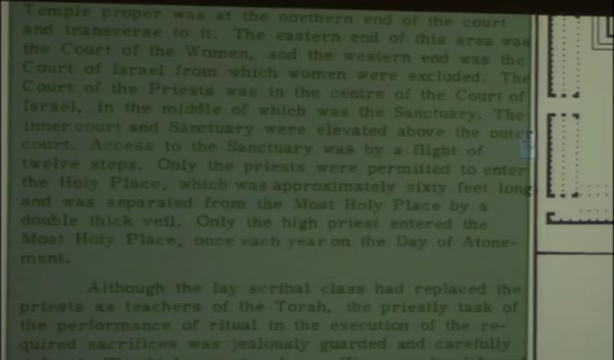 Temple proper was at the northern end of the court
and transverse to it. The eastern end of this area was
the Court of the Women, and the western end was the
Court of Israel from which women were excluded. The
Court of the Priests was in the centre of the Court of
Israel, in the middle of which was the Sanctuary. The
inner court and Sanctuary were elevated above the outer
court. Access to the Sanctuary was by a flight of
twelve steps. Only the priests were permitted to enter
the Holy Place, which was approximately sixty feet long
and was separated from the Most Holy Place by a
double thick veil. Only the high priest entered the
Most Holy Place, once each year on the Day of Atone-
ment.
Although the lay scribal class had replaced the
priests as teachers of the Torah, the priestly task of
the performance of ritual in the execution of the re-
quired sacrifices was jealously guarded and carefully